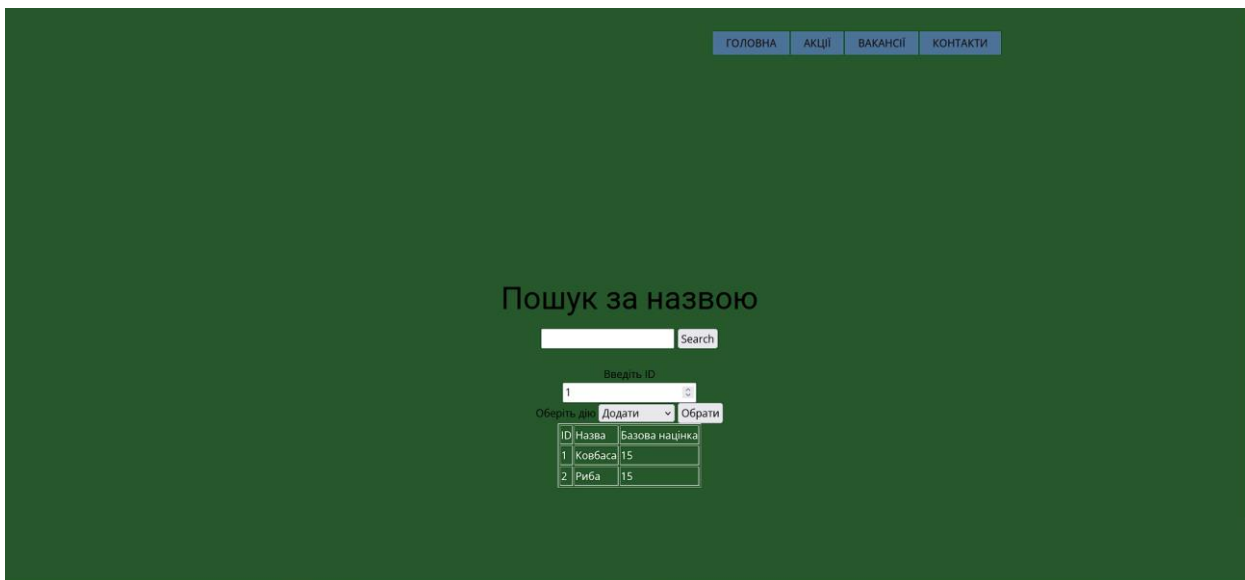 ГОЛОВНА АКЦІЇ ВАКАНСІЇ КОНТАКТИ
Пошук за назвою
Search
Введіть ID
1
Оберіть дію Додати Обрати
ID Назва Базова націнка
1 Ковбаса 15
2 Риба 15